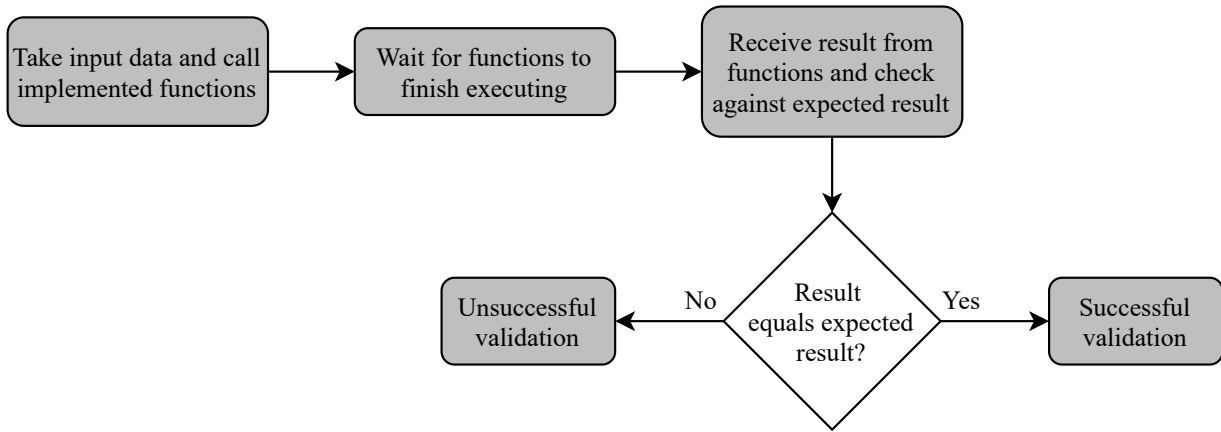 Take input data and call
implemented functions
Wait for functions to
finish executing
Receive result from
functions and check
against expected result
No
Result
equals expected
result?
Yes
Unsuccessful
validation
Successful
validation